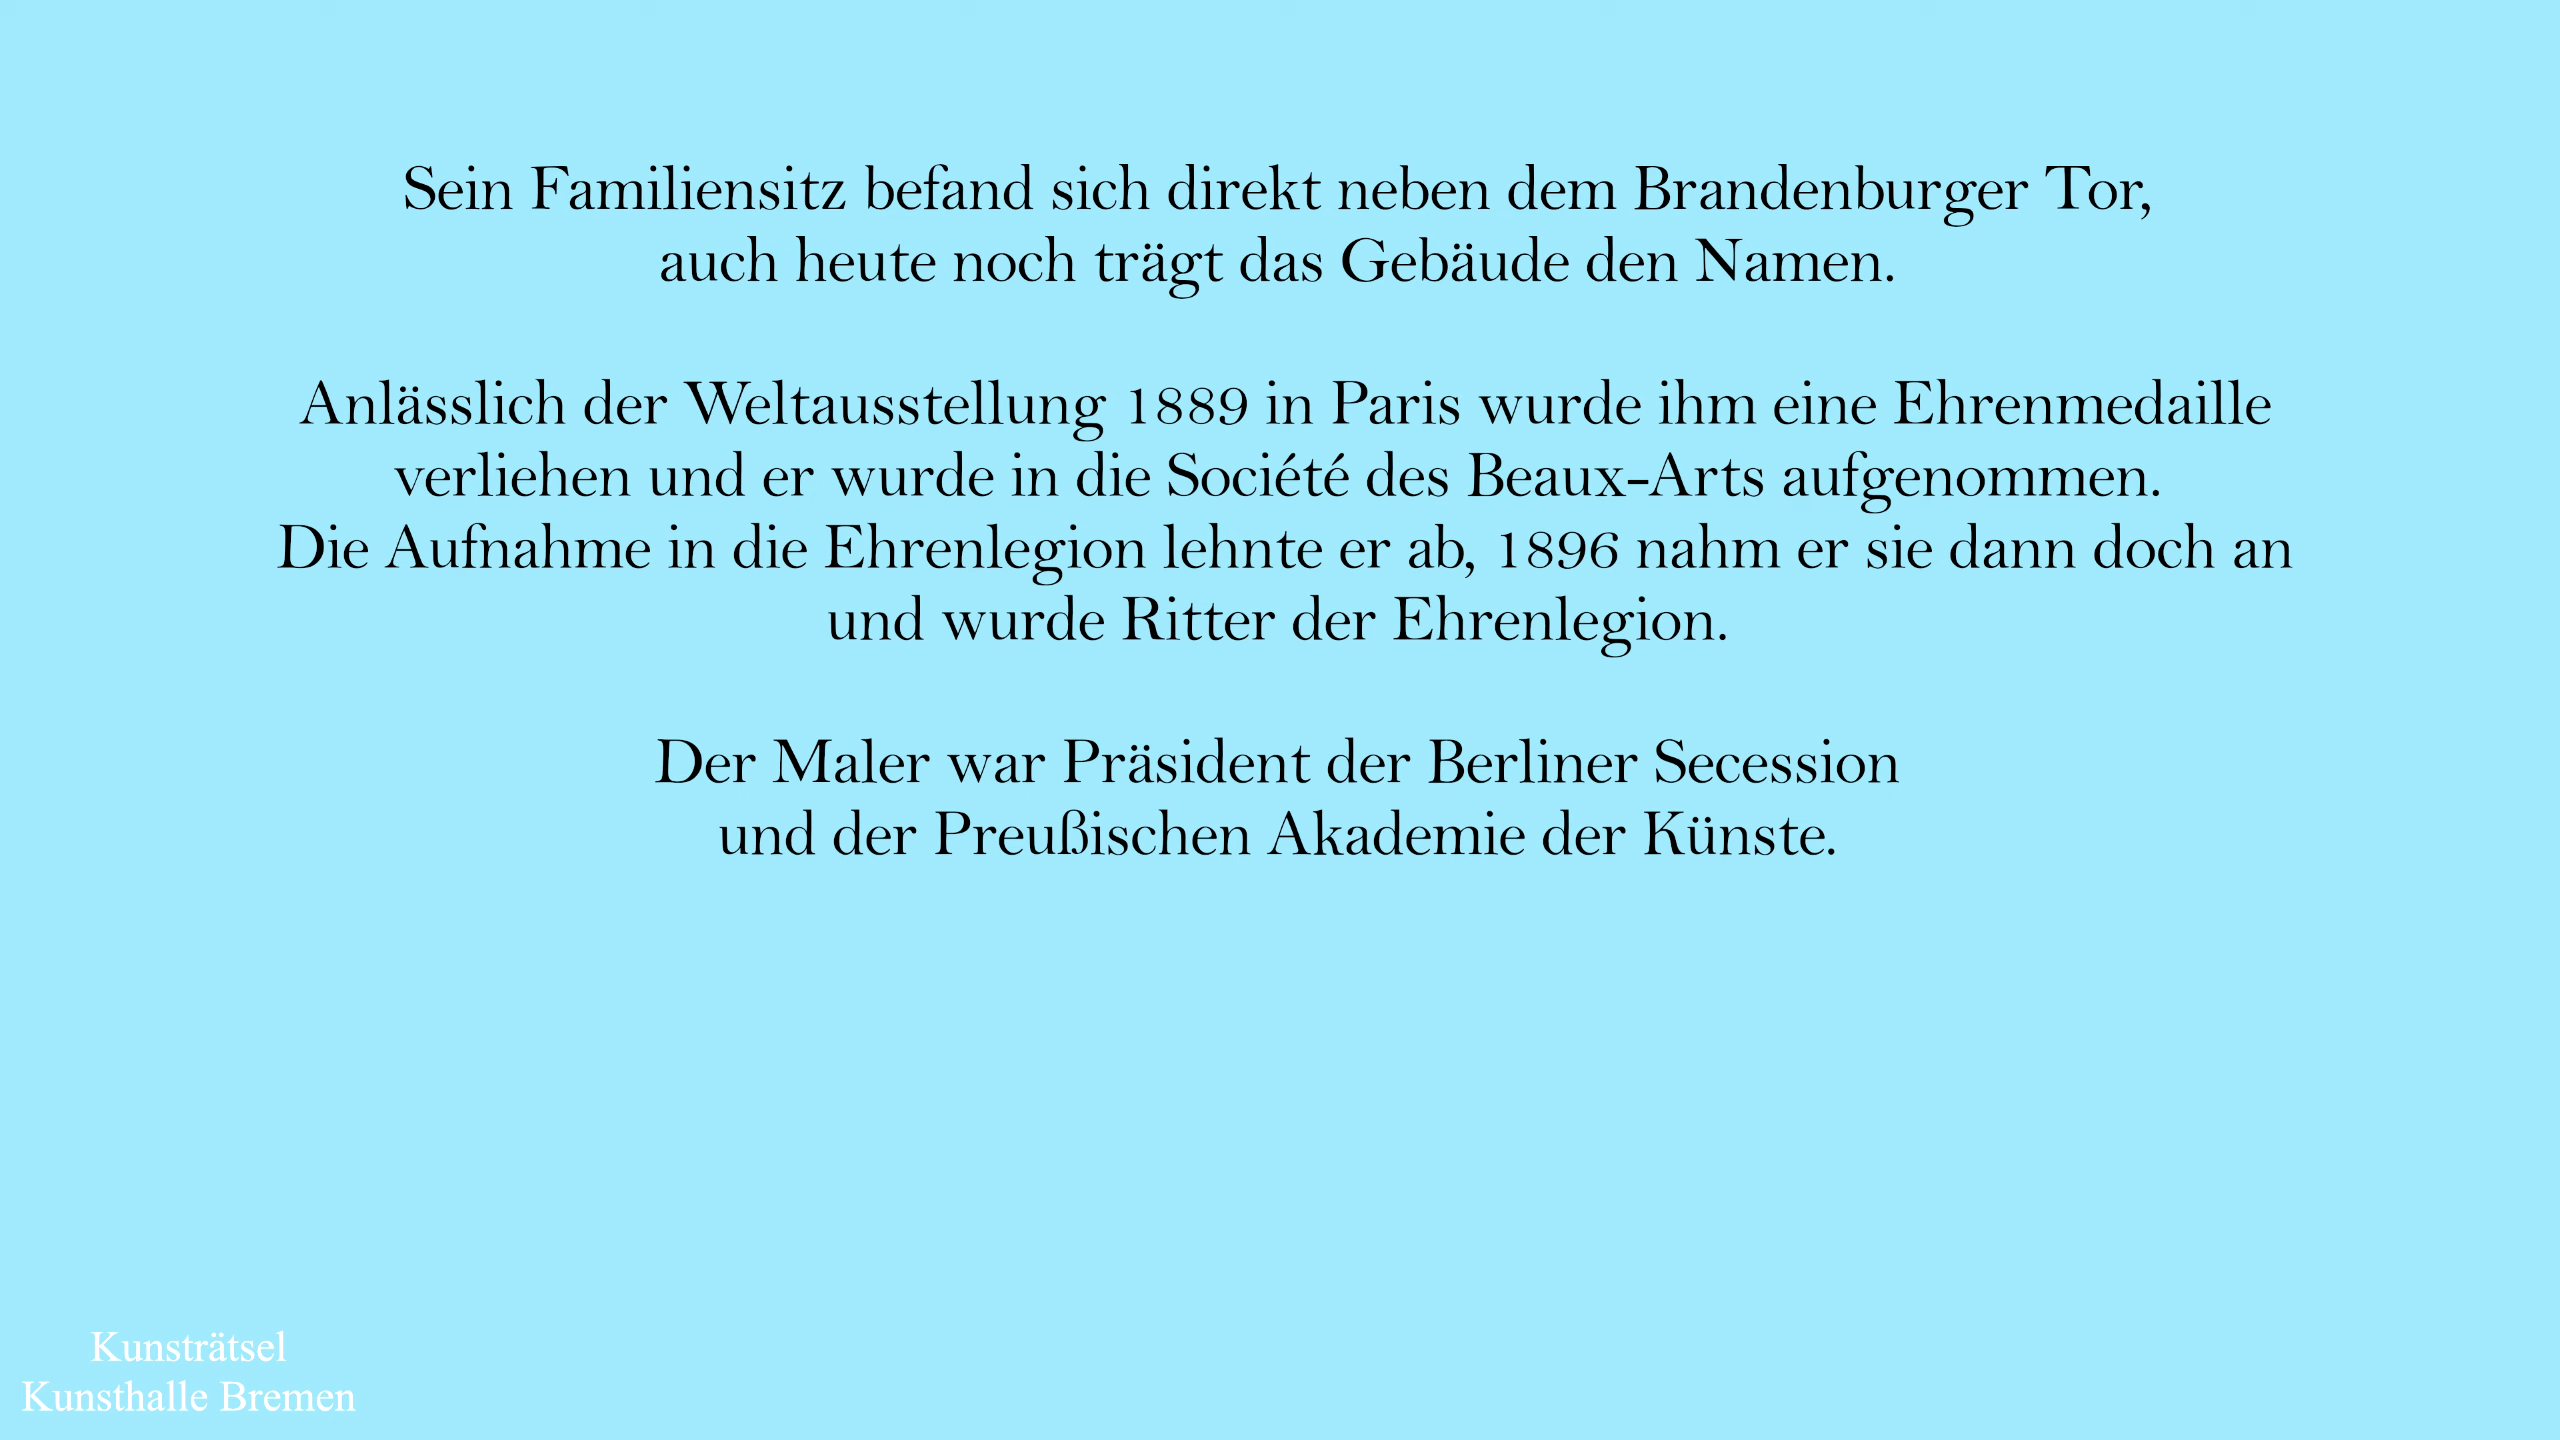 Sein Familiensitz befand sich direkt neben dem Brandenburger Tor,
auch heute noch trägt das Gebäude den Namen.
Anlässlich der Weltausstellung 1889 in Paris wurde ihm eine Ehrenmedaille
verliehen und er wurde in die Société des Beaux-Arts aufgenommen.
Die Aufnahme in die Ehrenlegion lehnte er ab, 1896 nahm er sie dann doch an
und wurde Ritter der Ehrenlegion.
Der Maler war Präsident der Berliner Secession
und der Preußischen Akademie der Künste.
Kunsträtsel
Kunsthalle Bremen